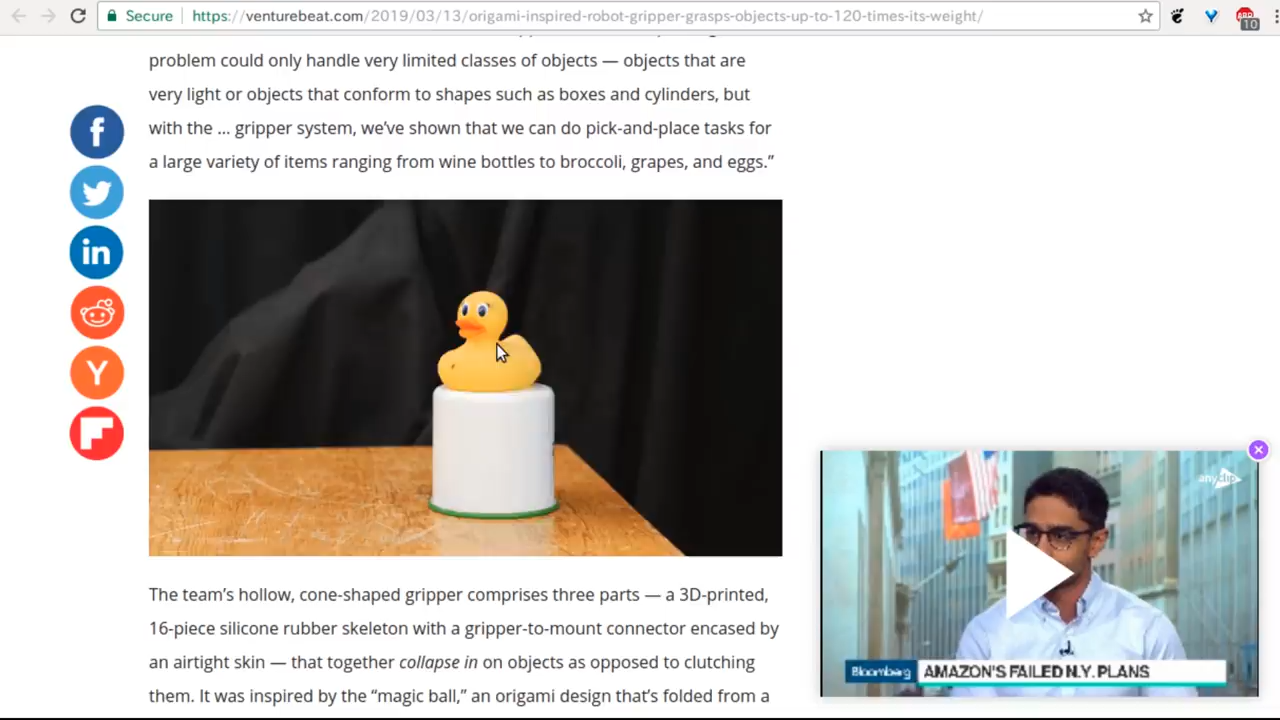 Secure
https://venturebeat.com/2019/03/13/origami-inspired-robot-gripper-grasps-objects-up-to-120-times-its-weight/
10
problem could only handle very limited classes of objects — objects that are
very light or objects that conform to shapes such as boxes and cylinders, but
with the ... gripper system, we’ve shown that we can do pick-and-place tasks for
a large variety of items ranging from wine bottles to broccoli, grapes, and eggs.”
anyclip
Bloomberg AMAZON'S FAILED N.Y. PLANS
The team’s hollow, cone-shaped gripper comprises three parts — a 3D-printed,
16-piece silicone rubber skeleton with a gripper-to-mount connector encased by
an airtight skin — that together collapse in on objects as opposed to clutching
them. It was inspired by the “magic ball,” an origami design that’s folded from a